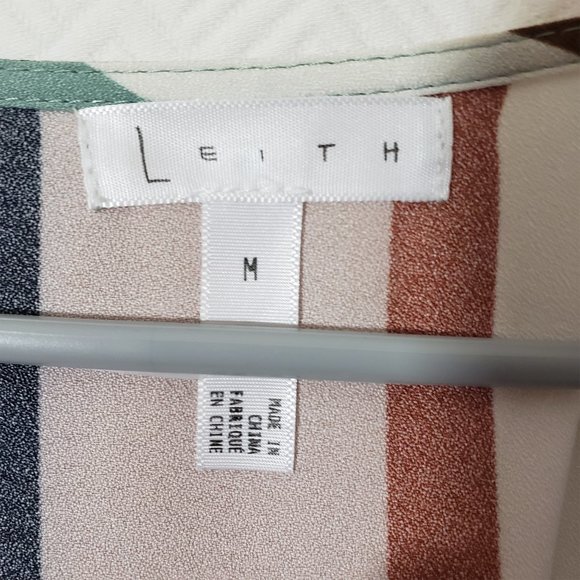 LEITH
M
MADE IN
CHINA
FABRIQUÉ
EN CHINE